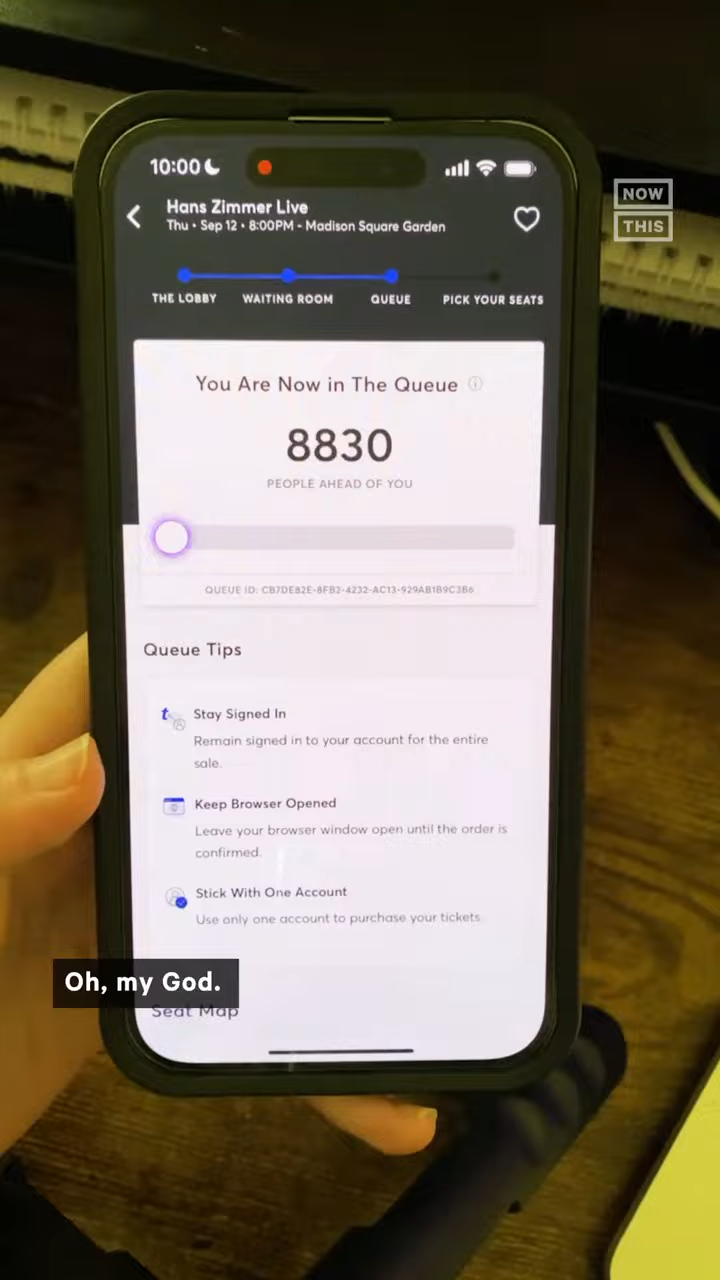 10:00
Hans Zimmer Live
Thu • Sep 12 • 8:00PM - Madison Square Garden
NOW
THIS
THE LOBBY WAITING ROOM QUEUE PICK YOUR SEATS
You Are Now in The Queue
8830
PEOPLE AHEAD OF YOU
QUEUE ID: CB7DE82E-8FB2-4232-AC13-929AB1B9C3B6
Queue Tips
t
Stay Signed In
Remain signed in to your account for the entire
sale.
Keep Browser Opened
Leave your browser window open until the order is
confirmed.
Stick With One Account
Use only one account to purchase your tickets.
Oh, my God.
Seat Map